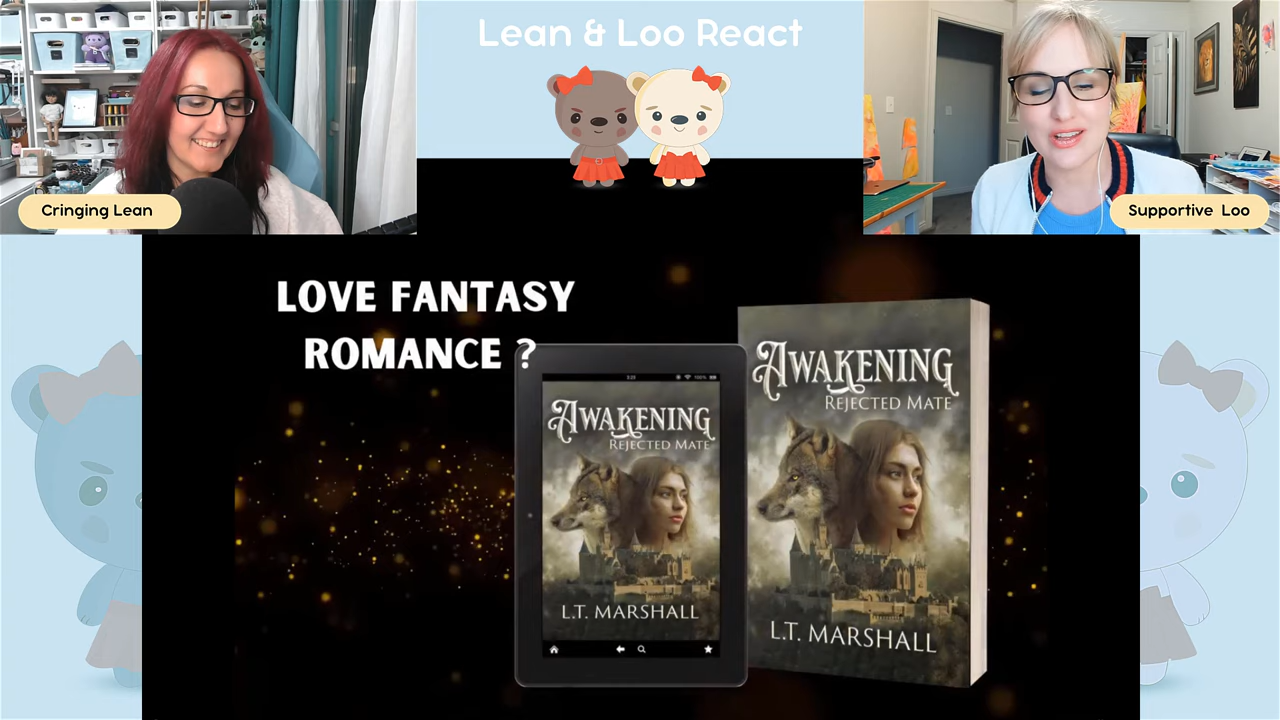 Lean & Loo React
Cringing Lean
Supportive Loo
LOVE FANTASY
ROMANCE ?
AWAKENING
REJECTED MATE
L.T. MARSHALL
AWAKENING
REJECTED MATE
L.T. MARSHALL